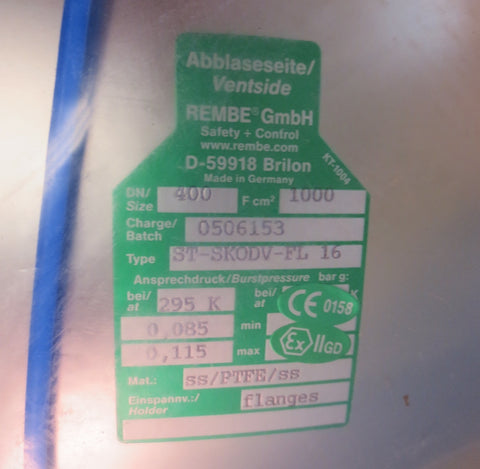 Abblaseseite/
Ventside
REMBE® GmbH
Safety + Control
www.rembe.com
D-59918 Brilon
Made in Germany
KT-1004
DN/ Size 400 F cm² 1000
Charge/ Batch 0506153
Type ST-SKODV-FL 16
Ansprechdruck/Burstpressure bar g:
bei/ at 295 K bei/ at K
CE 0158
0,085 min
Ex II GD
0,115 max
Mat.: ss/PTFE/ss
Einspannv.:/ Holder flanges